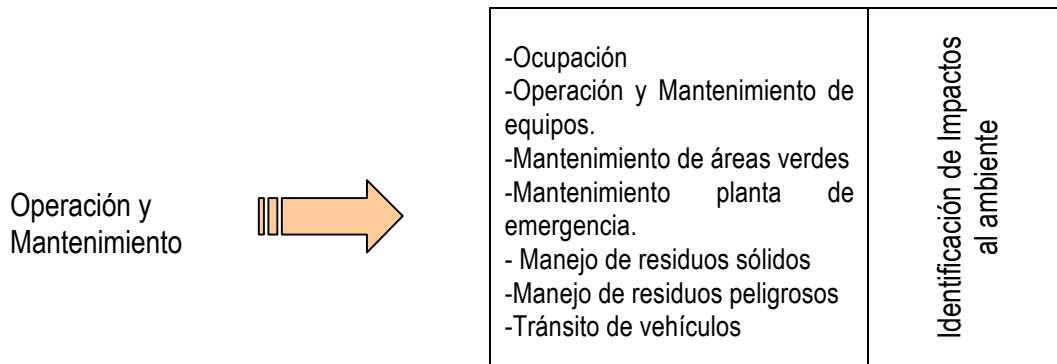 Operación y
Mantenimiento
-Ocupación
-Operación y Mantenimiento de
equipos.
-Mantenimiento de áreas verdes
-Mantenimiento planta de
emergencia.
- Manejo de residuos sólidos
-Manejo de residuos peligrosos
-Tránsito de vehículos
Identificación de Impactos
al ambiente